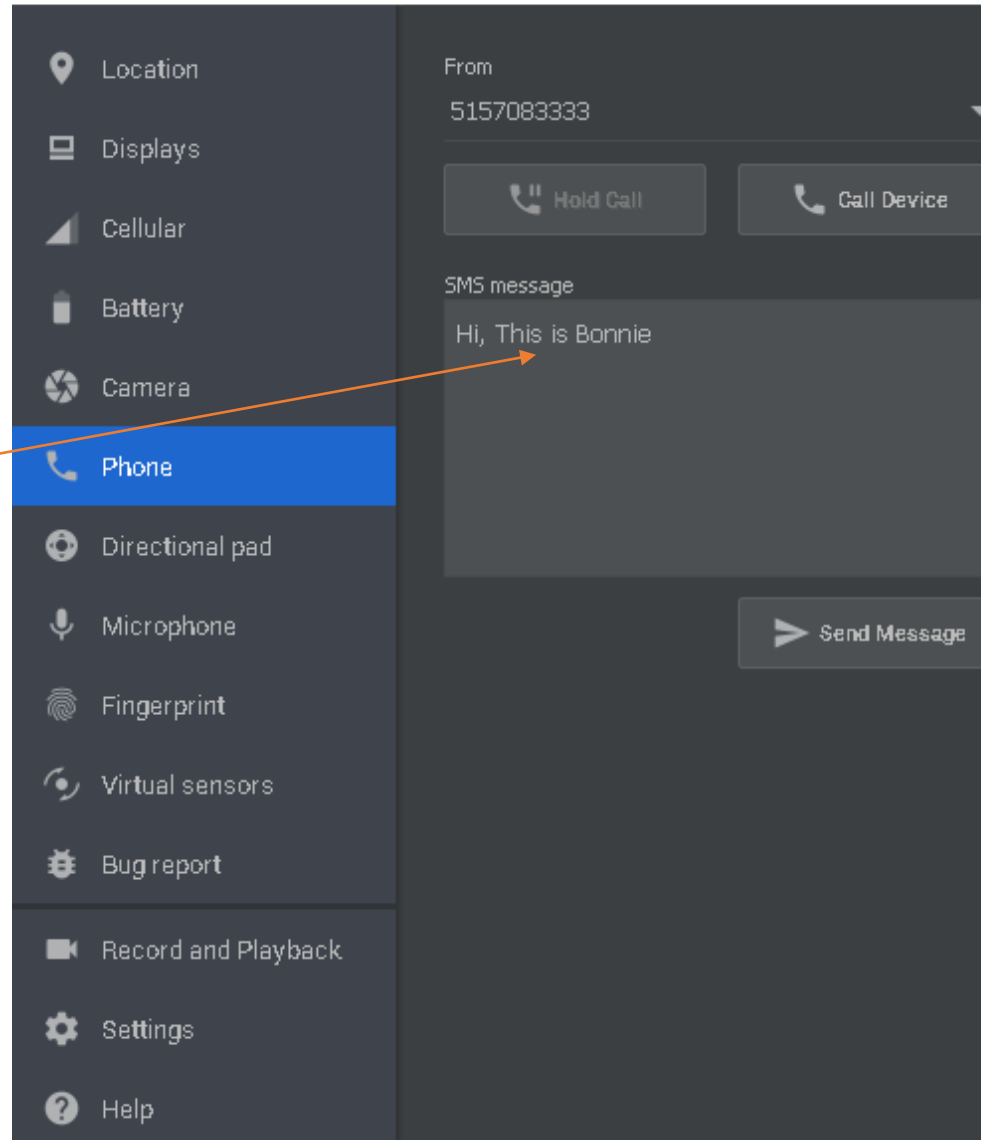 Location
Displays
Cellular
Battery
Camera
Phone
Directional pad
Microphone
Fingerprint
Virtual sensors
Bug report
Record and Playback
Settings
Help
From
5157083333
Hold Call
Call Device
SMS message
Hi, This is Bonnie
Send Message